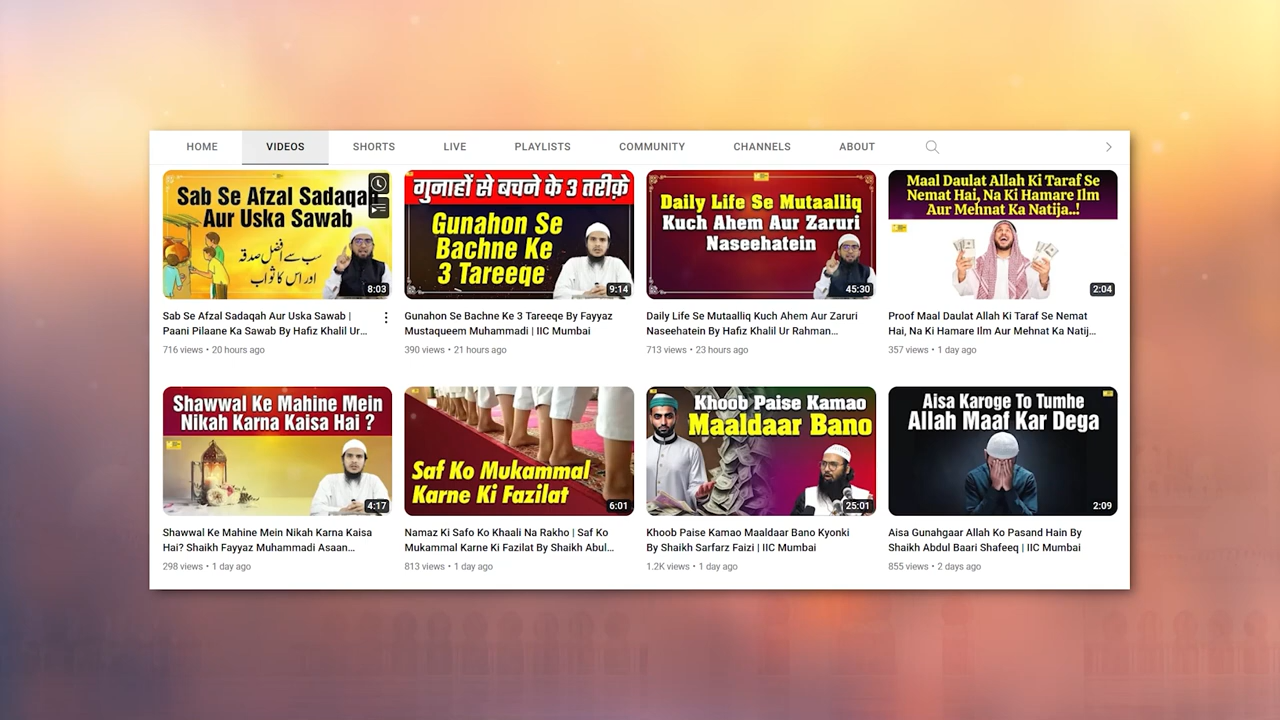 HOME VIDEOS SHORTS LIVE PLAYLISTS COMMUNITY CHANNELS ABOUT
Sab Se Afzal Sadaqah
Aur Uska Sawab
سب سے افضل صدقہ
اور اس کا ثواب
8:03
Sab Se Afzal Sadaqah Aur Uska Sawab |
Paani Pilaane Ka Sawab By Hafiz Khalil Ur...
716 views • 20 hours ago
गुनाहों से बचने के 3 तरीक़े
Gunahon Se
Bachne Ke
3 Tareeqe
9:14
Gunahon Se Bachne Ke 3 Tareeqe By Fayyaz
Mustaqueem Muhammadi | IIC Mumbai
390 views • 21 hours ago
Daily Life Se Mutaalliq
Kuch Ahem Aur Zaruri
Naseehatein
45:30
Daily Life Se Mutaalliq Kuch Ahem Aur Zaruri
Naseehatein By Hafiz Khalil Ur Rahman...
713 views • 23 hours ago
Maal Daulat Allah Ki Taraf Se
Nemat Hai, Na Ki Hamare Ilm
Aur Mehnat Ka Natija..!
2:04
Proof Maal Daulat Allah Ki Taraf Se Nemat
Hai, Na Ki Hamare Ilm Aur Mehnat Ka Natij...
357 views • 1 day ago
Shawwal Ke Mahine Mein
Nikah Karna Kaisa Hai ?
4:17
Shawwal Ke Mahine Mein Nikah Karna Kaisa
Hai? Shaikh Fayyaz Muhammadi Asaan...
298 views • 1 day ago
Saf Ko Mukammal
Karne Ki Fazilat
6:01
Namaz Ki Safo Ko Khaali Na Rakho | Saf Ko
Mukammal Karne Ki Fazilat By Shaikh Abul...
813 views • 1 day ago
Khoob Paise Kamao
Maaldaar Bano
25:01
Khoob Paise Kamao Maaldaar Bano Kyonki
By Shaikh Sarfarz Faizi | IIC Mumbai
1.2K views • 1 day ago
Aisa Karoge To Tumhe
Allah Maaf Kar Dega
2:09
Aisa Gunahgaar Allah Ko Pasand Hain By
Shaikh Abdul Baari Shafeeq | IIC Mumbai
855 views • 2 days ago